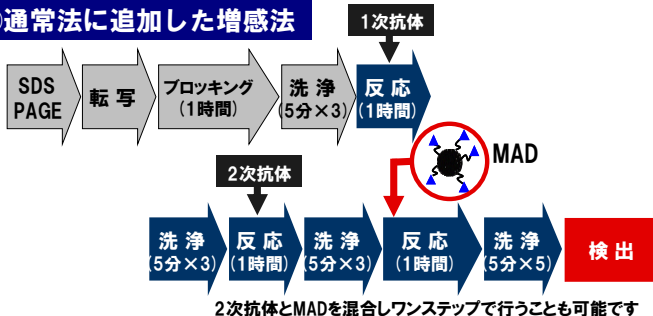 通常法に追加した増感法
1次抗体
SDS
PAGE
転写
ブロッキング
(1時間)
洗浄
(5分×3)
反応
(1時間)
MAD
2次抗体
洗浄
(5分×3)
反応
(1時間)
洗浄
(5分×3)
反応
(1時間)
洗浄
(5分×5)
検出
2次抗体とMADを混合しワンステップで行うことも可能です